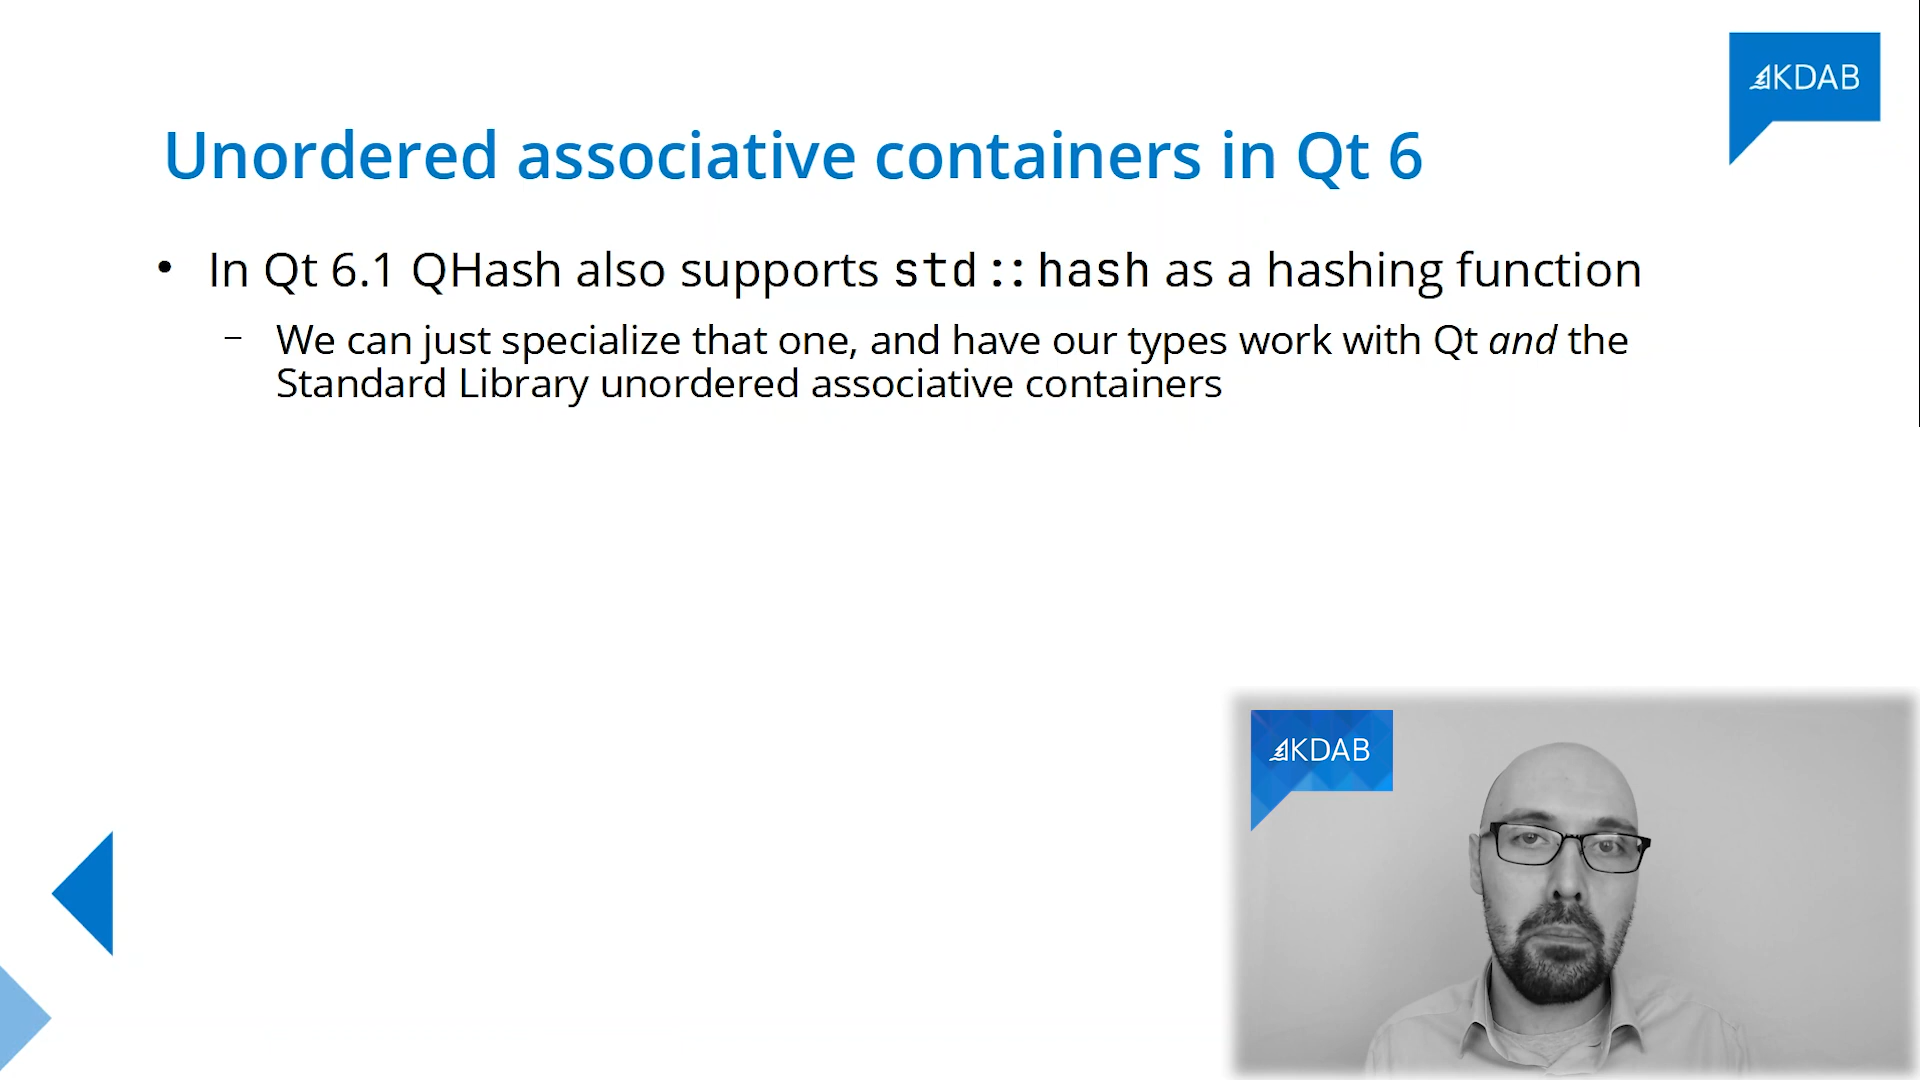 KDAB
Unordered associative containers in Qt 6
• In Qt 6.1 QHash also supports std::hash as a hashing function
– We can just specialize that one, and have our types work with Qt and the
Standard Library unordered associative containers
KDAB